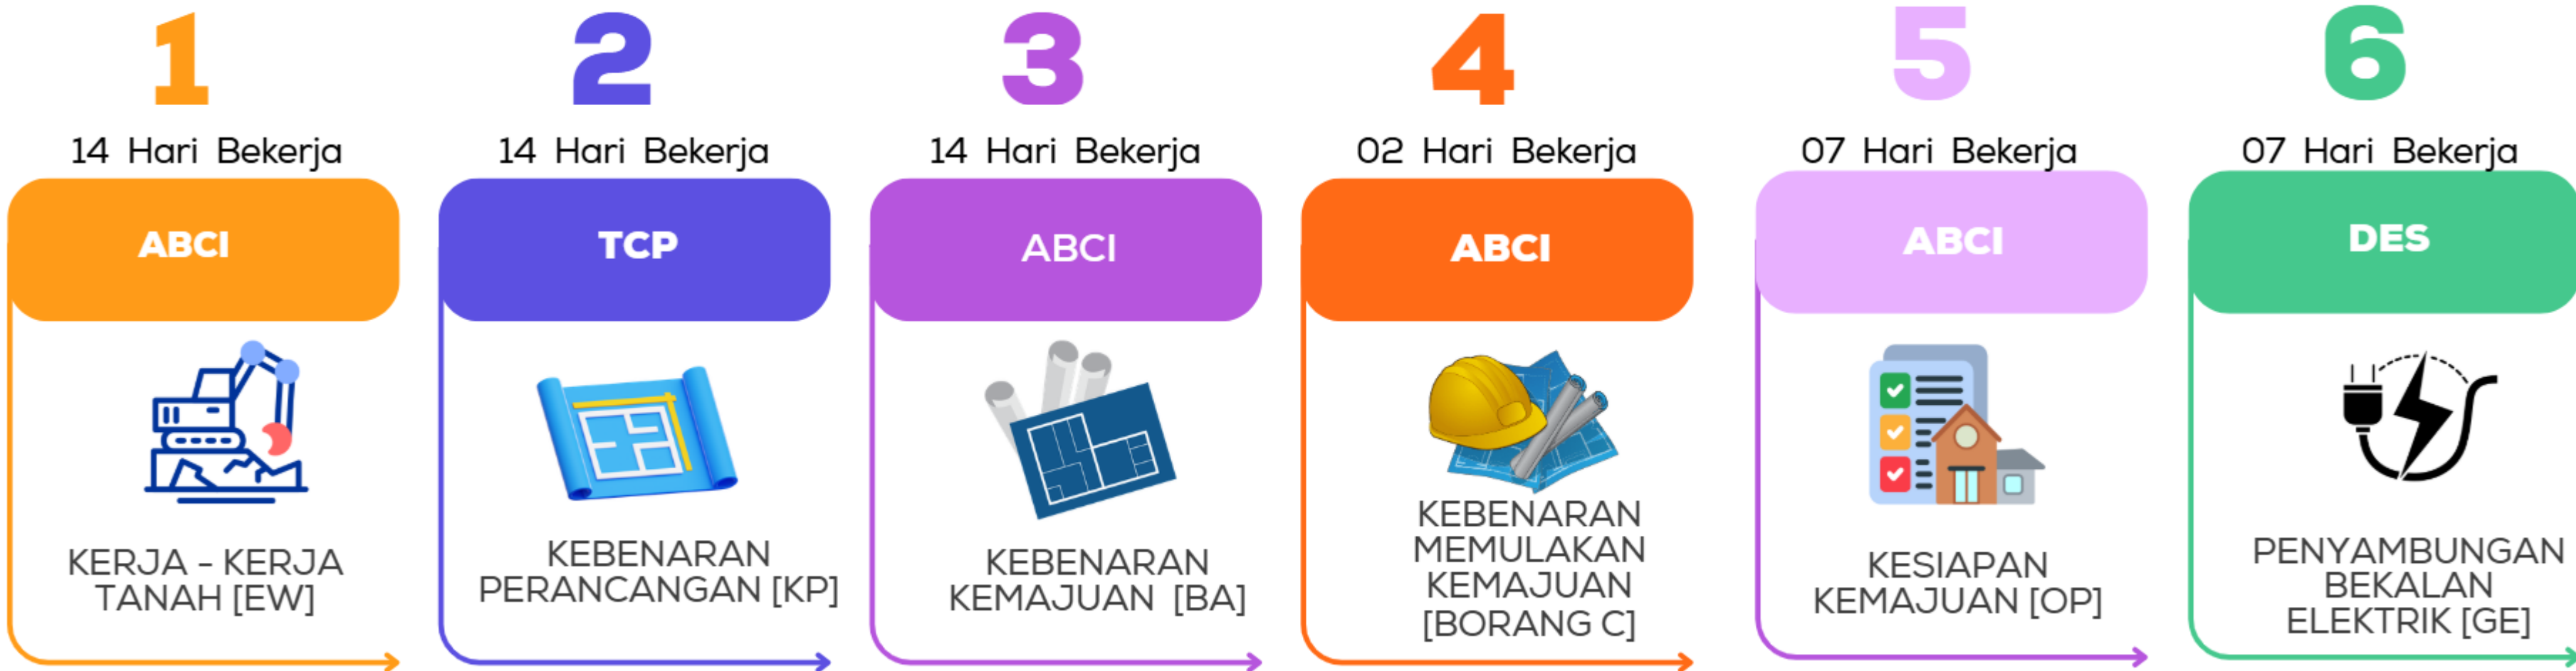 1
14 Hari Bekerja
ABCI
KERJA - KERJA
TANAH [EW]
2
14 Hari Bekerja
TCP
KEBENARAN
PERANCANGAN [KP]
3
14 Hari Bekerja
ABCI
KEBENARAN
KEMAJUAN [BA]
4
02 Hari Bekerja
ABCI
KEBENARAN
MEMULAKAN
KEMAJUAN
[BORANG C]
5
07 Hari Bekerja
ABCI
KESIAPAN
KEMAJUAN [OP]
6
07 Hari Bekerja
DES
PENYAMBUNGAN
BEKALAN
ELEKTRIK [GE]